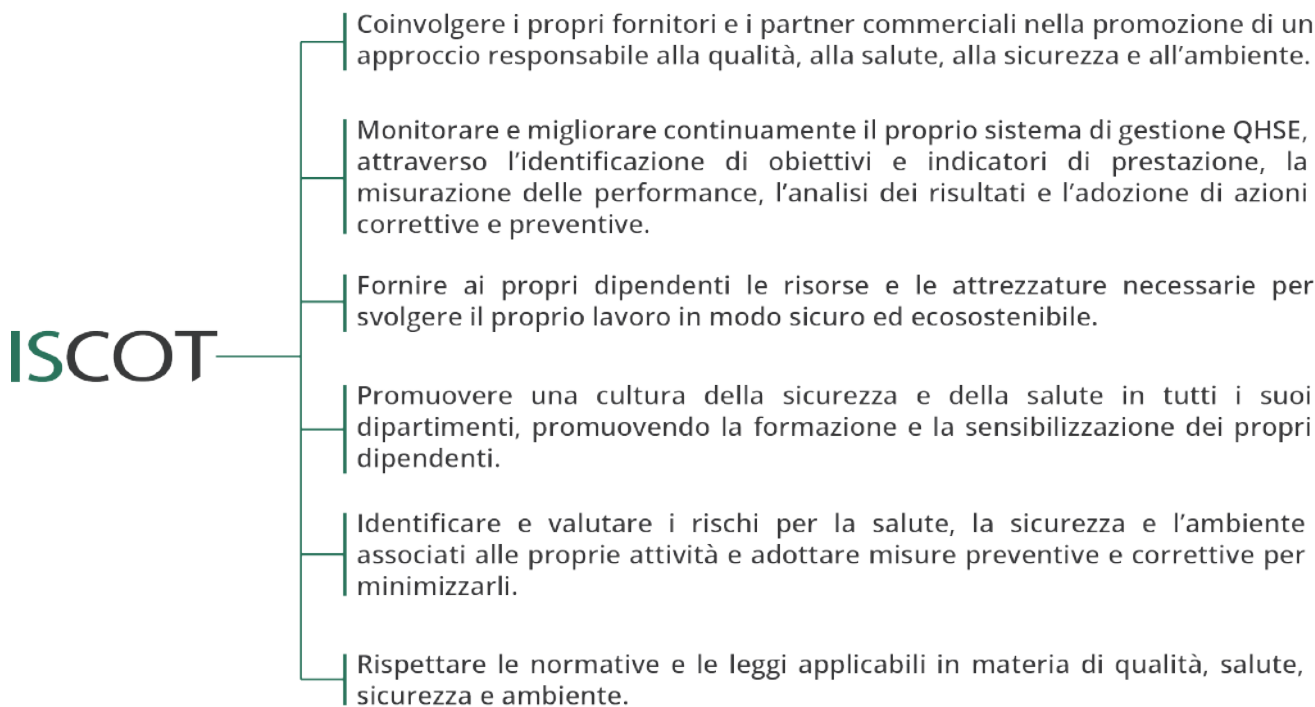 Coinvolgere i propri fornitori e i partner commerciali nella promozione di un
approccio responsabile alla qualità, alla salute, alla sicurezza e all’ambiente.
Monitorare e migliorare continuamente il proprio sistema di gestione QHSE,
attraverso l’identificazione di obiettivi e indicatori di prestazione, la
misurazione delle performance, l’analisi dei risultati e l’adozione di azioni
correttive e preventive.
Fornire ai propri dipendenti le risorse e le attrezzature necessarie per
svolgere il proprio lavoro in modo sicuro ed ecosostenibile.
ISCOT
Promuovere una cultura della sicurezza e della salute in tutti i suoi
dipartimenti, promuovendo la formazione e la sensibilizzazione dei propri
dipendenti.
Identificare e valutare i rischi per la salute, la sicurezza e l’ambiente
associati alle proprie attività e adottare misure preventive e correttive per
minimizzarli.
Rispettare le normative e le leggi applicabili in materia di qualità, salute,
sicurezza e ambiente.